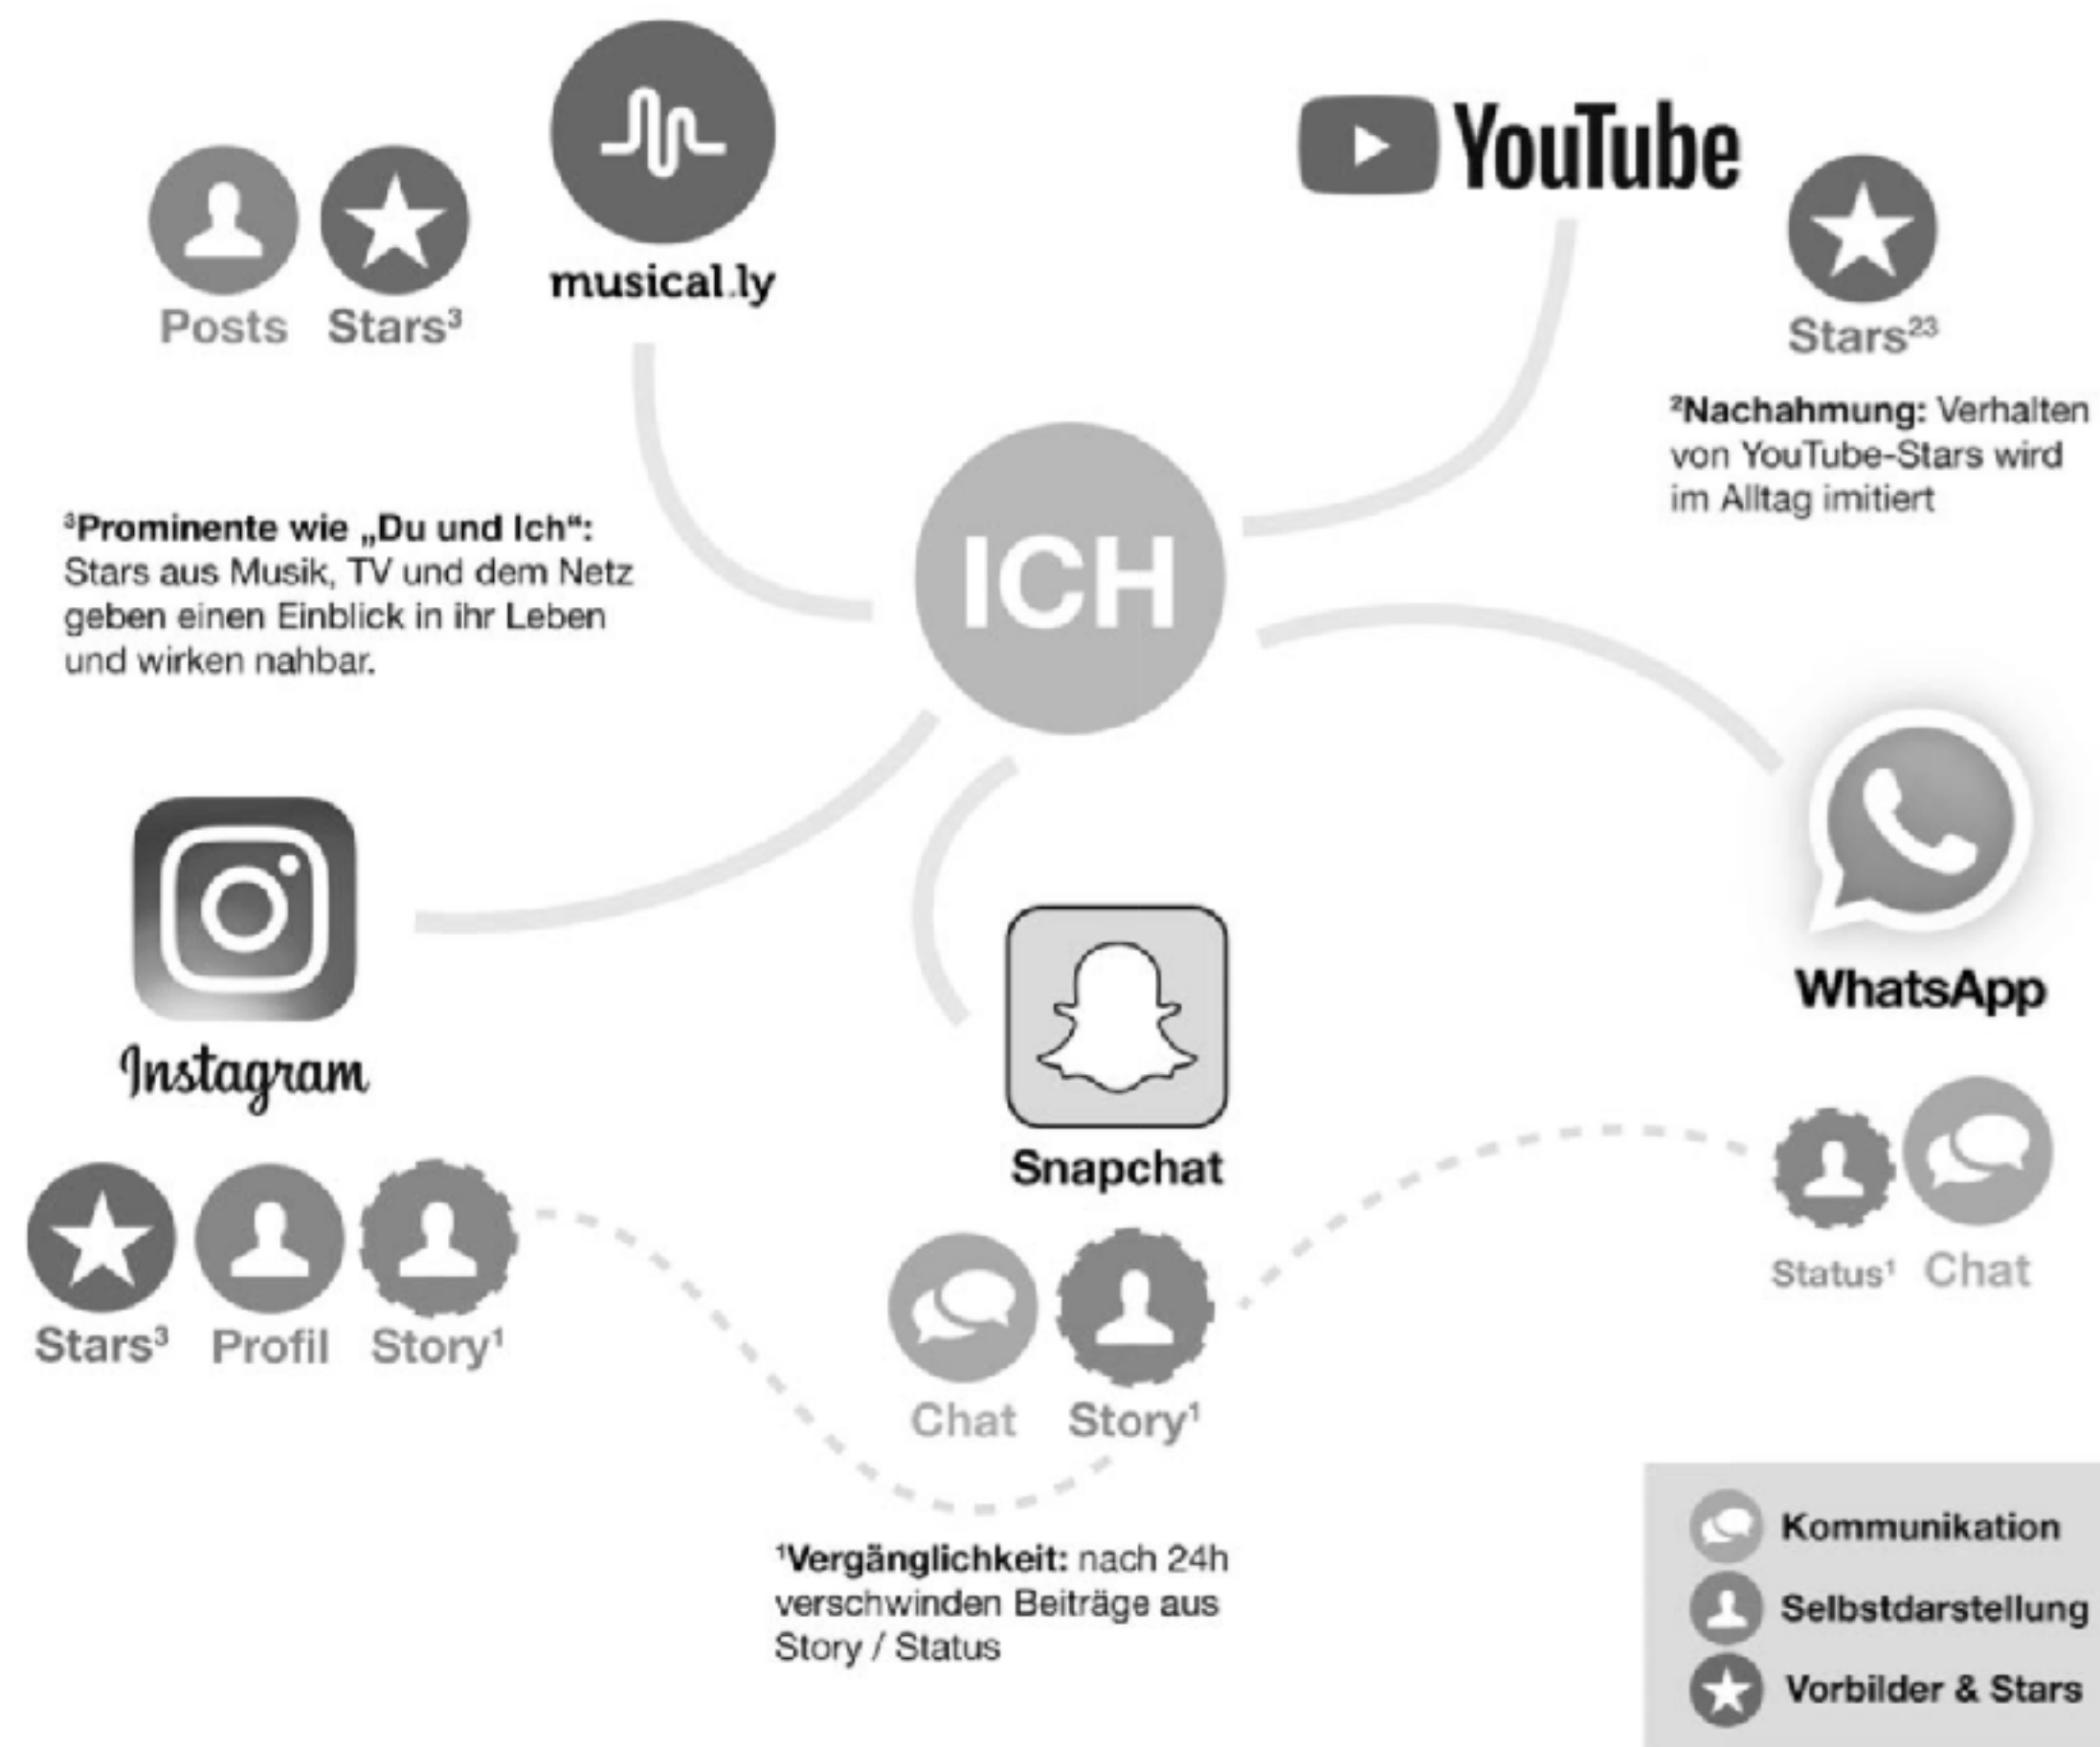 musical.ly
Posts Stars³
YouTube
Stars²³
²Nachahmung: Verhalten
von YouTube-Stars wird
im Alltag imitiert
³Prominente wie „Du und Ich“:
Stars aus Musik, TV und dem Netz
geben einen Einblick in ihr Leben
und wirken nahbar.
ICH
Instagram
Stars³ Profil Story¹
Snapchat
Chat Story¹
WhatsApp
Status¹ Chat
¹Vergänglichkeit: nach 24h
verschwinden Beiträge aus
Story / Status
Kommunikation
Selbstdarstellung
Vorbilder & Stars